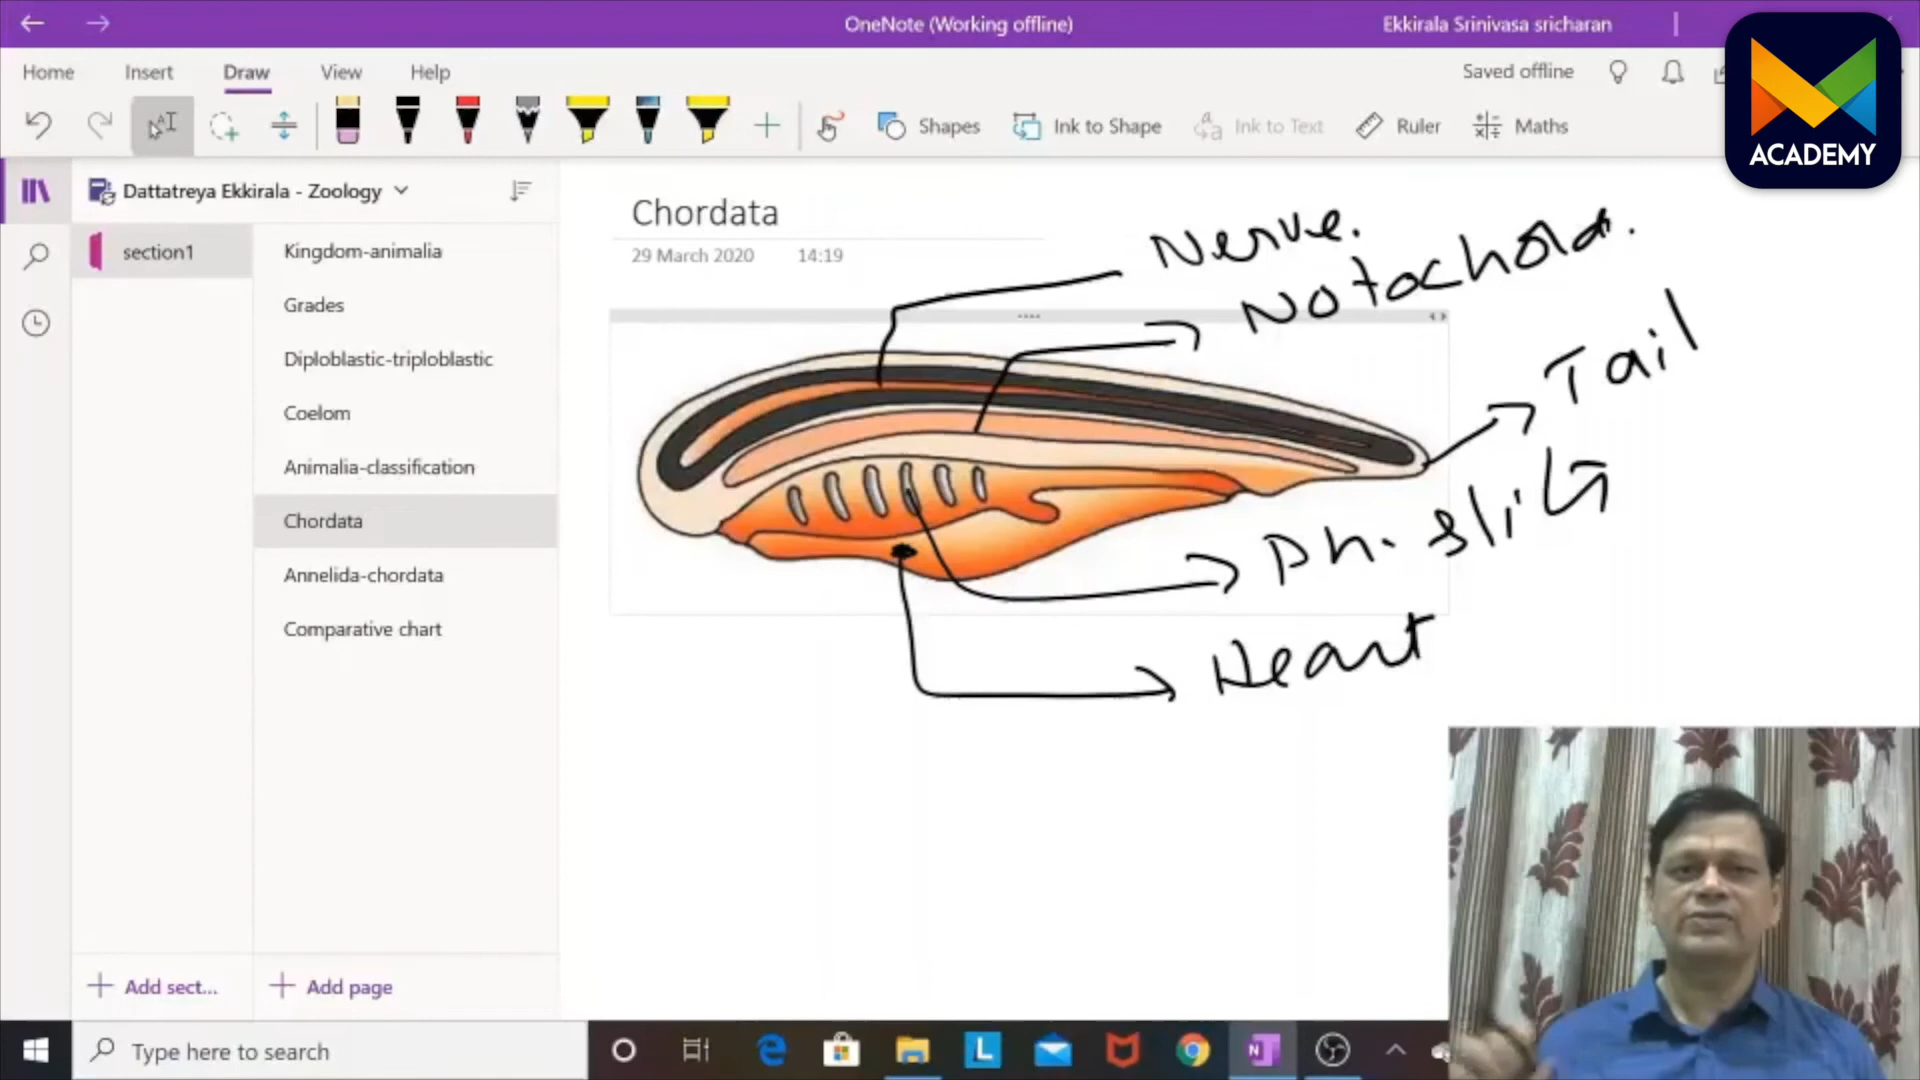 OneNote (Working offline)
Ekkirala Srinivasa sricharan
Home Insert Draw View Help
Saved offline
Shapes Ink to Shape Ink to Text Ruler Maths
ACADEMY
Dattatreya Ekkirala - Zoology
section1
Kingdom-animalia
Grades
Diploblastic-triploblastic
Coelom
Animalia-classification
Chordata
Annelida-chordata
Comparative chart
Add sect...
Add page
Chordata
29 March 2020 14:19
Nerve.
Notochord.
Tail
Ph. slits
Heart
Type here to search